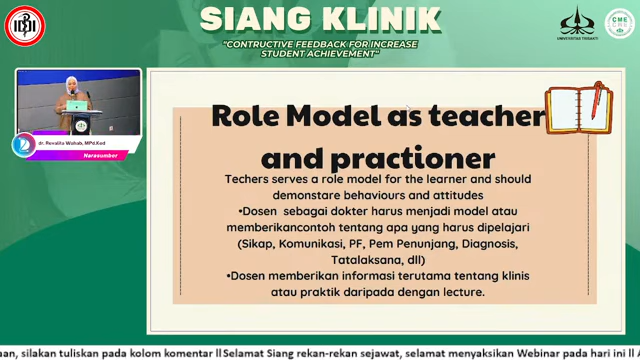 SIANG KLINIK
"CONTRUCTIVE FEEDBACK FOR INCREASE
STUDENT ACHIEVEMENT"
UNIVERSITAS TRISAKTI
CME
dr. Revalita Wahab, MPd.Ked
Narasumber
Role Model as teacher
and practioner
Techers serves a role model for the learner and should
demonstare behaviours and attitudes
•Dosen sebagai dokter harus menjadi model atau
memberikancontoh tentang apa yang harus dipelajari
(Sikap, Komunikasi, PF, Pem Penunjang, Diagnosis,
Tatalaksana, dll)
•Dosen memberikan informasi terutama tentang klinis
atau praktik daripada dengan lecture.
aan, silakan tuliskan pada kolom komentar ll Selamat Siang rekan-rekan sejawat, selamat menyaksikan Webinar pada hari ini ll A